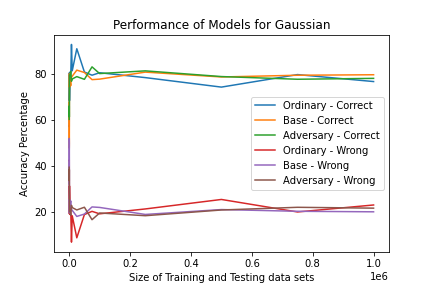 Performance of Models for Gaussian
Accuracy Percentage
80
60
40
20
Ordinary - Correct
Base - Correct
Adversary - Correct
Ordinary - Wrong
Base - Wrong
Adversary - Wrong
0.0 0.2 0.4 0.6 0.8 1.0
1e6
Size of Training and Testing data sets